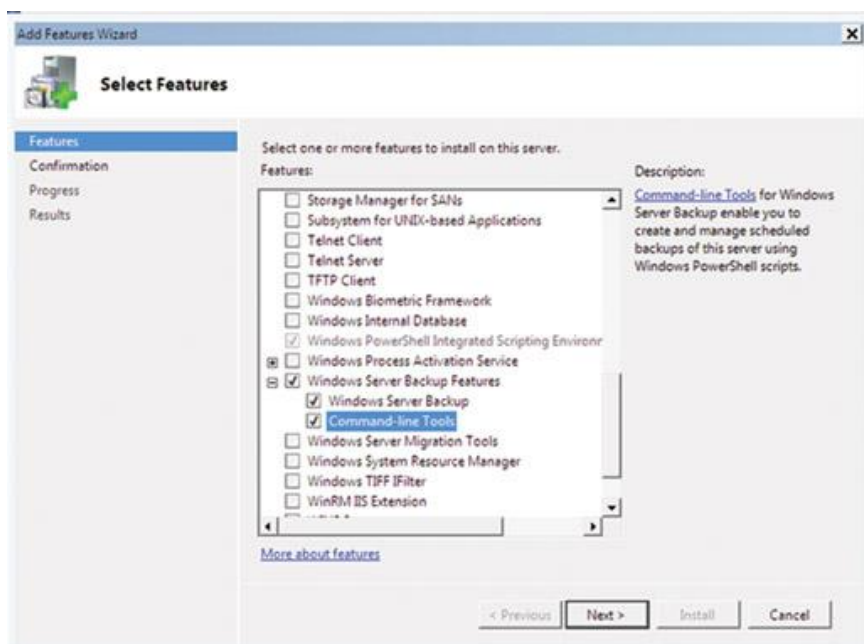 Add Features Wizard
Select Features
Features
Confirmation
Progress
Results
Select one or more features to install on this server.
Features:
Storage Manager for SANs
Subsystem for UNIX-based Applications
Telnet Client
Telnet Server
TFTP Client
Windows Biometric Framework
Windows Internal Database
Windows PowerShell Integrated Scripting Environr
Windows Process Activation Service
Windows Server Backup Features
Windows Server Backup
Command-line Tools
Windows Server Migration Tools
Windows System Resource Manager
Windows TIFF IFilter
WinRM IIS Extension
More about features
Description:
Command-line Tools for Windows
Server Backup enable you to
create and manage scheduled
backups of this server using
Windows PowerShell scripts.
< Previous
Next >
Install
Cancel